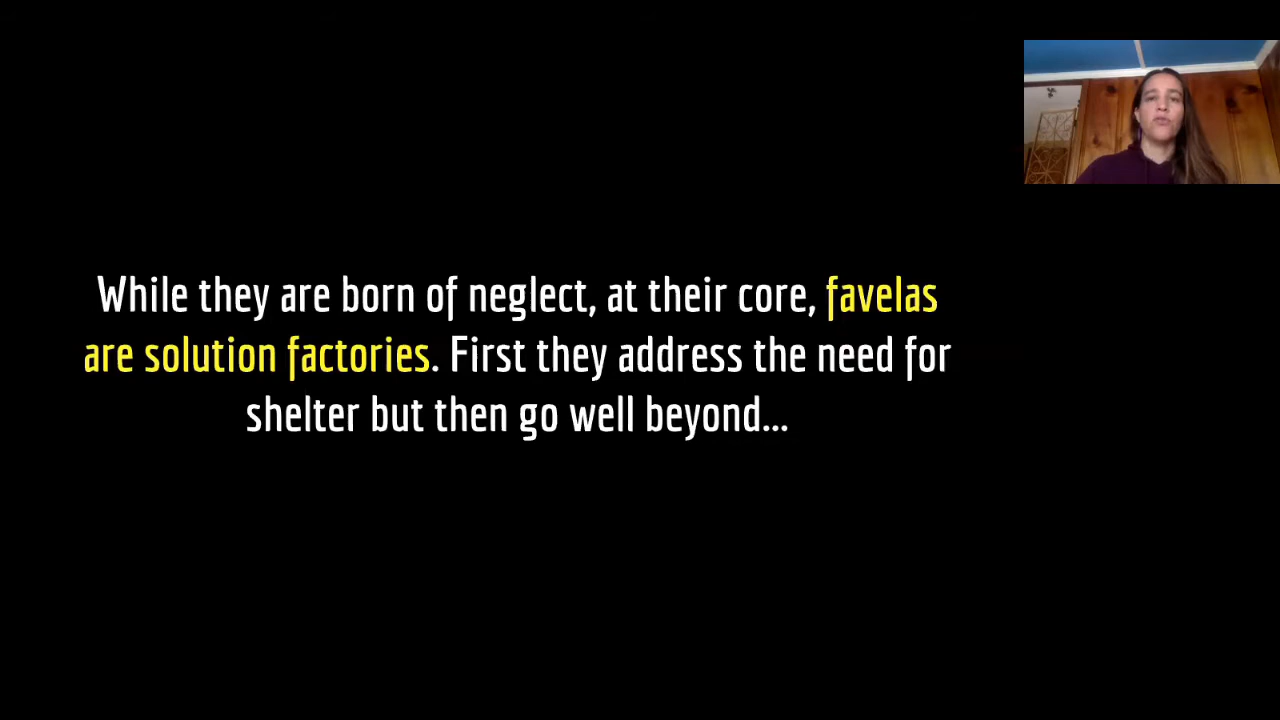 While they are born of neglect, at their core, favelas
are solution factories. First they address the need for
shelter but then go well beyond...